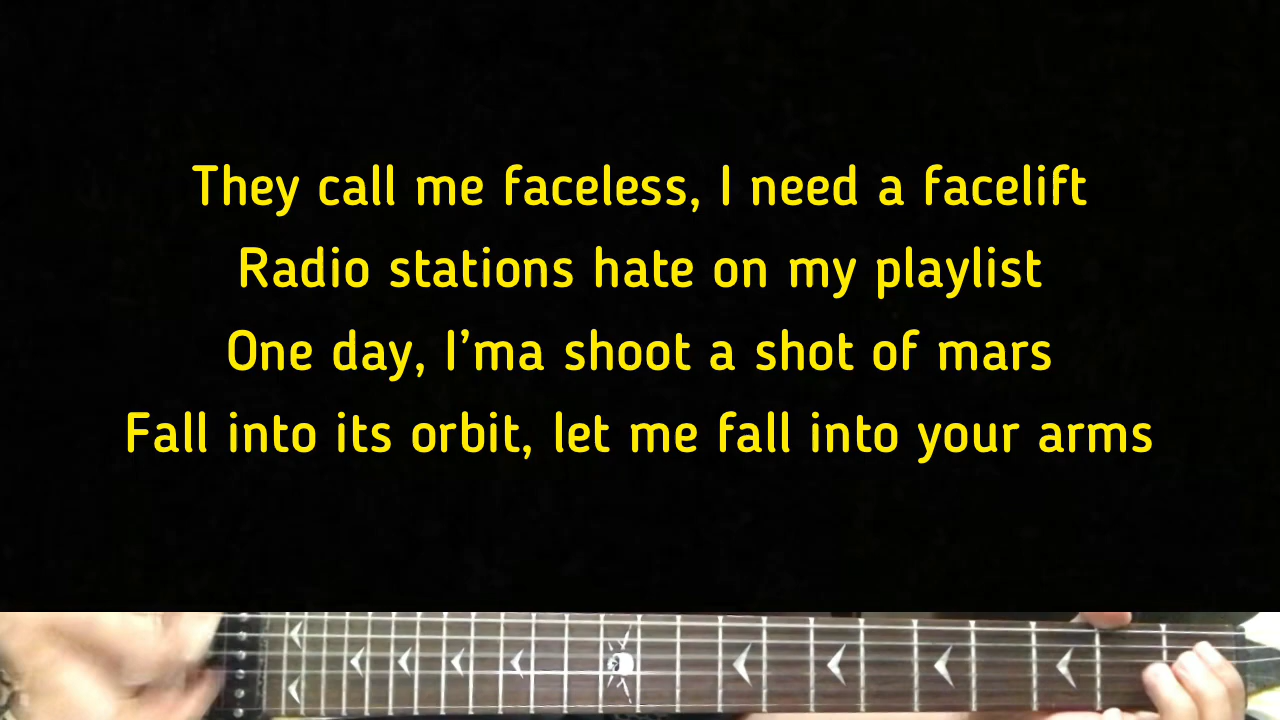 They call me faceless, I need a facelift
Radio stations hate on my playlist
One day, I’ma shoot a shot of mars
Fall into its orbit, let me fall into your arms